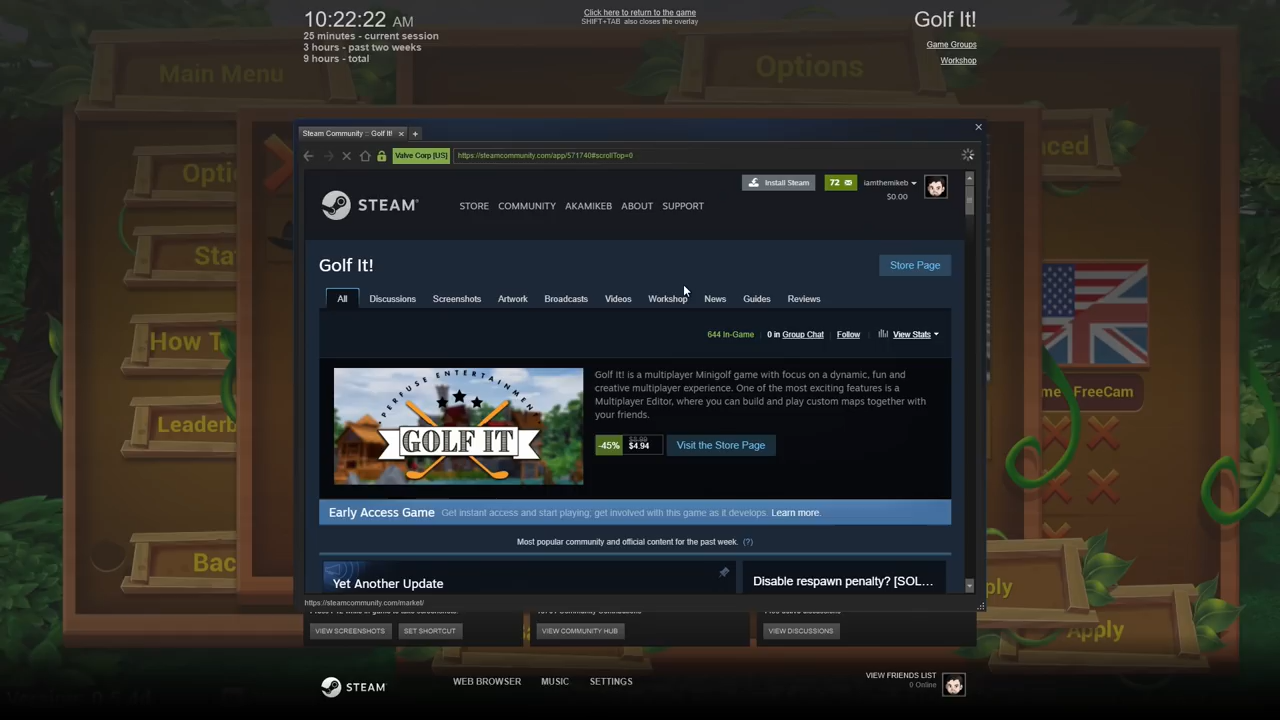 10:22:22 AM
25 minutes - current session
3 hours - past two weeks
9 hours - total
Click here to return to the game
SHIFT+TAB also closes the overlay
Golf It!
Game Groups
Workshop
Main Menu
Options
Steam Community :: Golf It!
Valve Corp [US]
https://steamcommunity.com/app/571740#scrollTop=0
Install Steam
72
iamthemikeb
$0.00
STEAM
STORE
COMMUNITY
AKAMIKEB
ABOUT
SUPPORT
Golf It!
Store Page
All
Discussions
Screenshots
Artwork
Broadcasts
Videos
Workshop
News
Guides
Reviews
644 In-Game
0 in Group Chat
Follow
View Stats
PERFUSE ENTERTAINMEN
GOLF IT
Golf It! is a multiplayer Minigolf game with focus on a dynamic, fun and
creative multiplayer experience. One of the most exciting features is a
Multiplayer Editor, where you can build and play custom maps together with
your friends.
-45%
$4.94
Visit the Store Page
Early Access Game
Get instant access and start playing; get involved with this game as it develops. Learn more.
Most popular community and official content for the past week. (?)
Yet Another Update
Disable respawn penalty? [SOL...
https://steamcommunity.com/market/
Opti
Sta
How T
Leaderb
Bac
FreeCam
Apply
VIEW SCREENSHOTS
SET SHORTCUT
VIEW COMMUNITY HUB
VIEW DISCUSSIONS
STEAM
WEB BROWSER
MUSIC
SETTINGS
VIEW FRIENDS LIST
0 Online